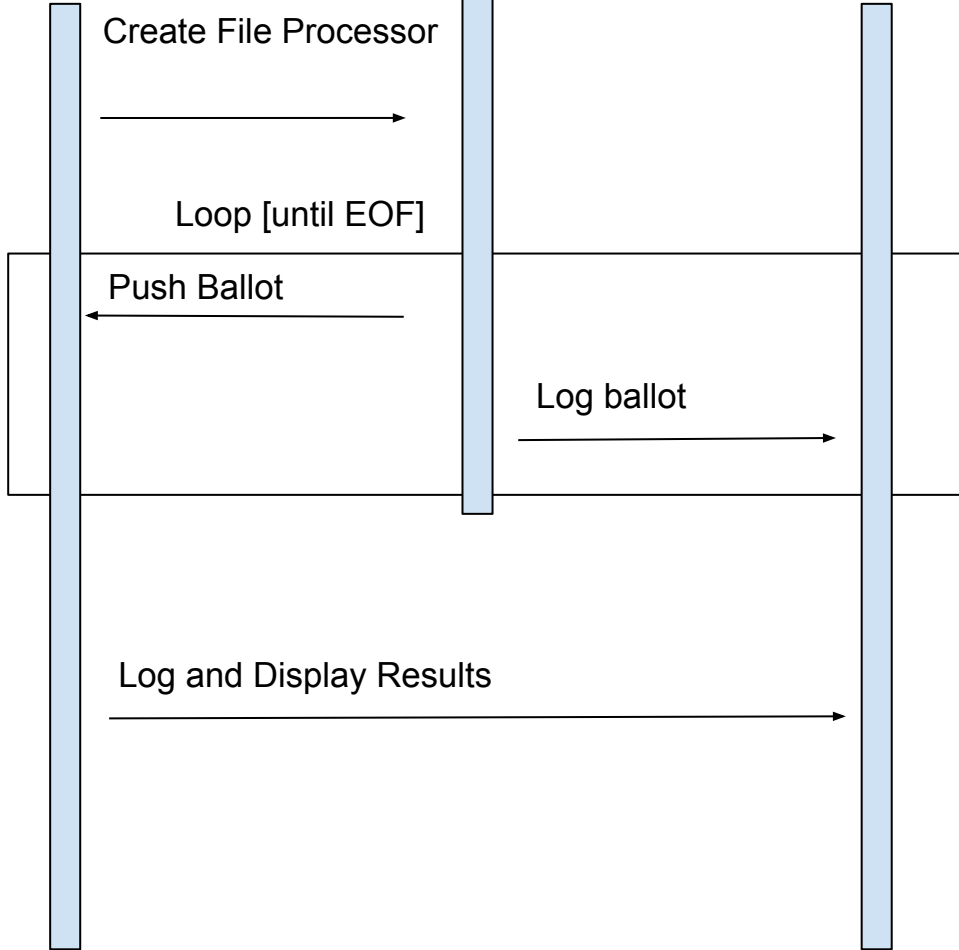 Create File Processor
Loop [until EOF]
Push Ballot
Log ballot
Log and Display Results